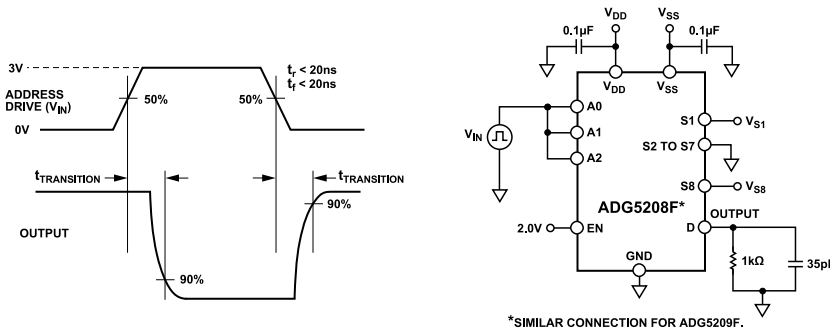 3V
ADDRESS
DRIVE (VIN)
0V
50%
50%
tr < 20ns
tf < 20ns
tTRANSITION
tTRANSITION
OUTPUT
90%
90%
VDD
VSS
0.1µF
0.1µF
VDD
VSS
VIN
A0
A1
A2
S1
VS1
S2 TO S7
S8
VS8
ADG5208F*
OUTPUT
2.0V
EN
D
GND
1kΩ
35pF
*SIMILAR CONNECTION FOR ADG5209F.